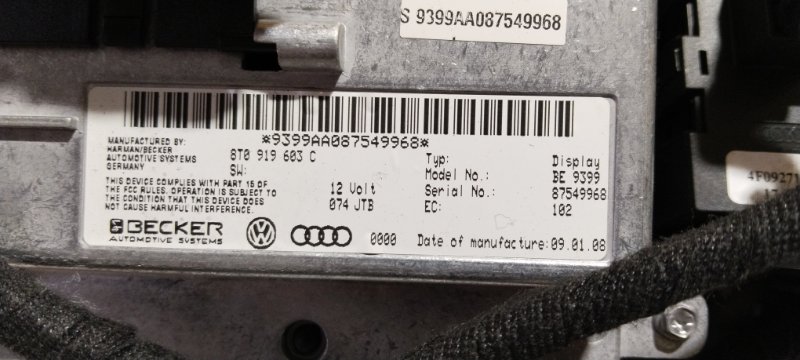 S 9399AA087549968
*9399AA087549968*
MANUFACTURED BY:
HARMAN/BECKER
AUTOMOTIVE SYSTEMS
GERMANY
8T0 919 603 C
SW:
Typ: Display
Model No.: BE 9399
Serial No.: 87549968
EC: 102
THIS DEVICE COMPLIES WITH PART 15 OF
THE FCC RULES. OPERATION IS SUBJECT TO
THE CONDITION THAT THIS DEVICE DOES
NOT CAUSE HARMFUL INTERFERENCE.
12 Volt
074 JTB
BECKER
AUTOMOTIVE SYSTEMS
0000
Date of manufacture: 09.01.08
4F09271